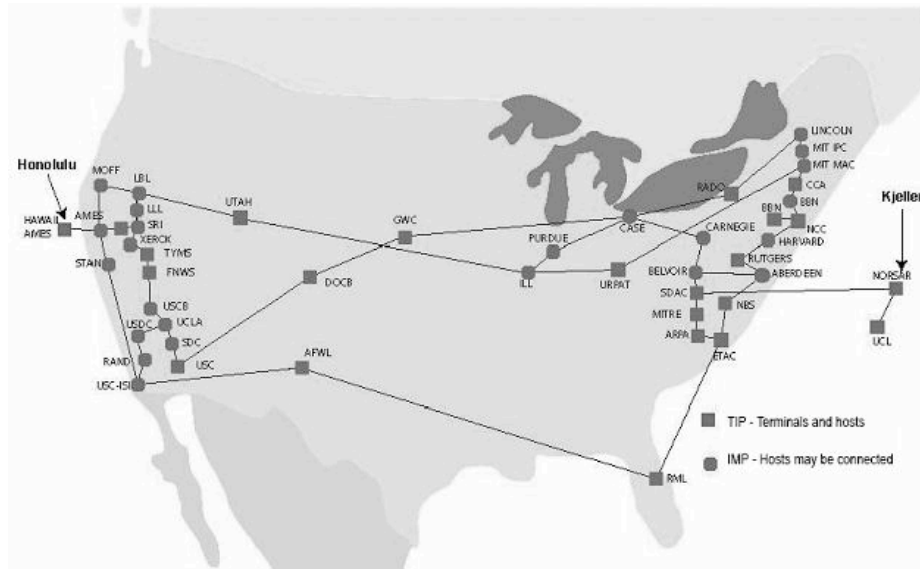 LINCOLN
MIT IPC
MIT MAC
Honolulu
MOFF
LBL
RADO
CCA
LLL
UTAH
BBN
BBN
Kjeller
HAWAII
AMES
AMES
SRI
GWC
CARNEGIE
NCC
XERCK
PURDUE
CASE
HARVARD
TYMS
RUTGERS
STAN
FNWS
DOCB
ILL
URPAT
BELVOIR
ABERDEEN
NORSAR
SDAC
USCB
NBS
USDC
UCLA
MITRE
SDC
ARPA
UCL
RAND
USC
AFWL
ETAC
USC-ISI
TIP - Terminals and hosts
IMP - Hosts may be connected
RML